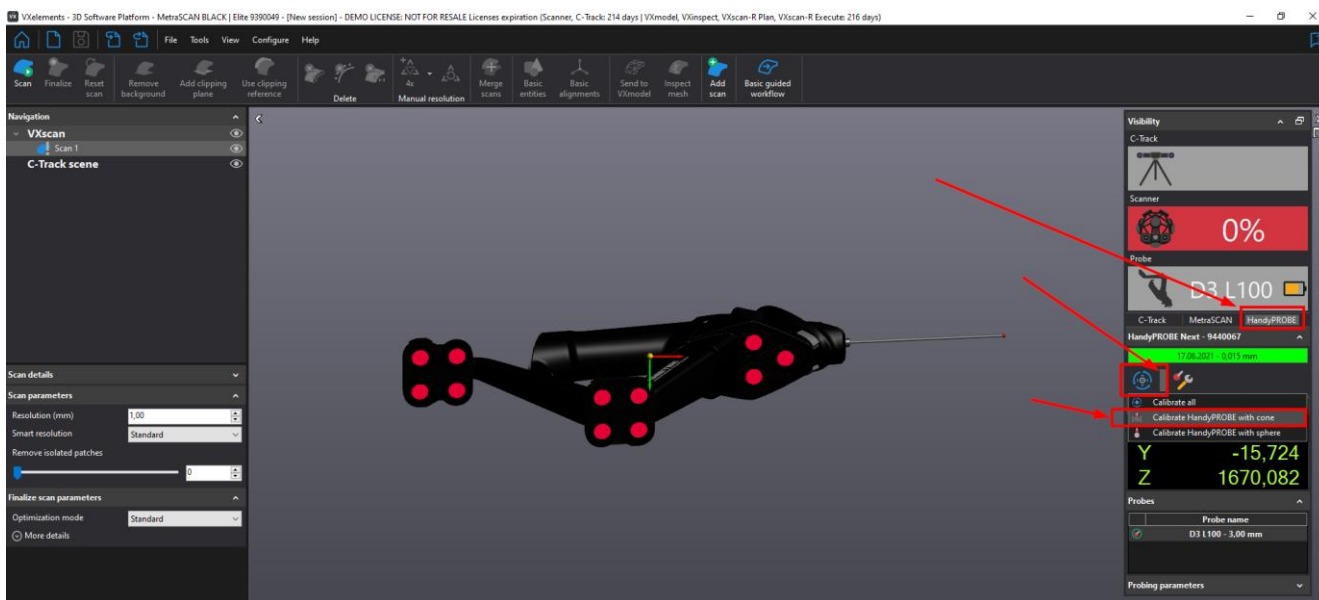 VXelements - 3D Software Platform - MetraSCAN BLACK | Elite 9390049 - [New session] - DEMO LICENSE: NOT FOR RESALE Licenses expiration (Scanner, C-Track: 214 days | VXmodel, VXinspect, VXscan-R Plan, VXscan-R Execute: 216 days)
File Tools View Configure Help
Scan Finalize Reset scan Remove background Add clipping plane Use clipping reference Delete 4x Manual resolution Merge scans Basic entities Basic alignments Send to VXmodel Inspect mesh Add scan Basic guided workflow
Navigation
VXscan
Scan 1
C-Track scene
Scan details
Scan parameters
Resolution (mm) 1,00
Smart resolution Standard
Remove isolated patches
0
Finalize scan parameters
Optimization mode Standard
More details
Visibility
C-Track
Scanner
0%
Probe
D3 L100
C-Track MetraSCAN HandyPROBE
HandyPROBE Next - 9440067
17.06.2021 - 0,015 mm
Calibrate all
Calibrate HandyPROBE with cone
Calibrate HandyPROBE with sphere
Y -15,724
Z 1670,082
Probes
Probe name
D3 L100 - 3,00 mm
Probing parameters